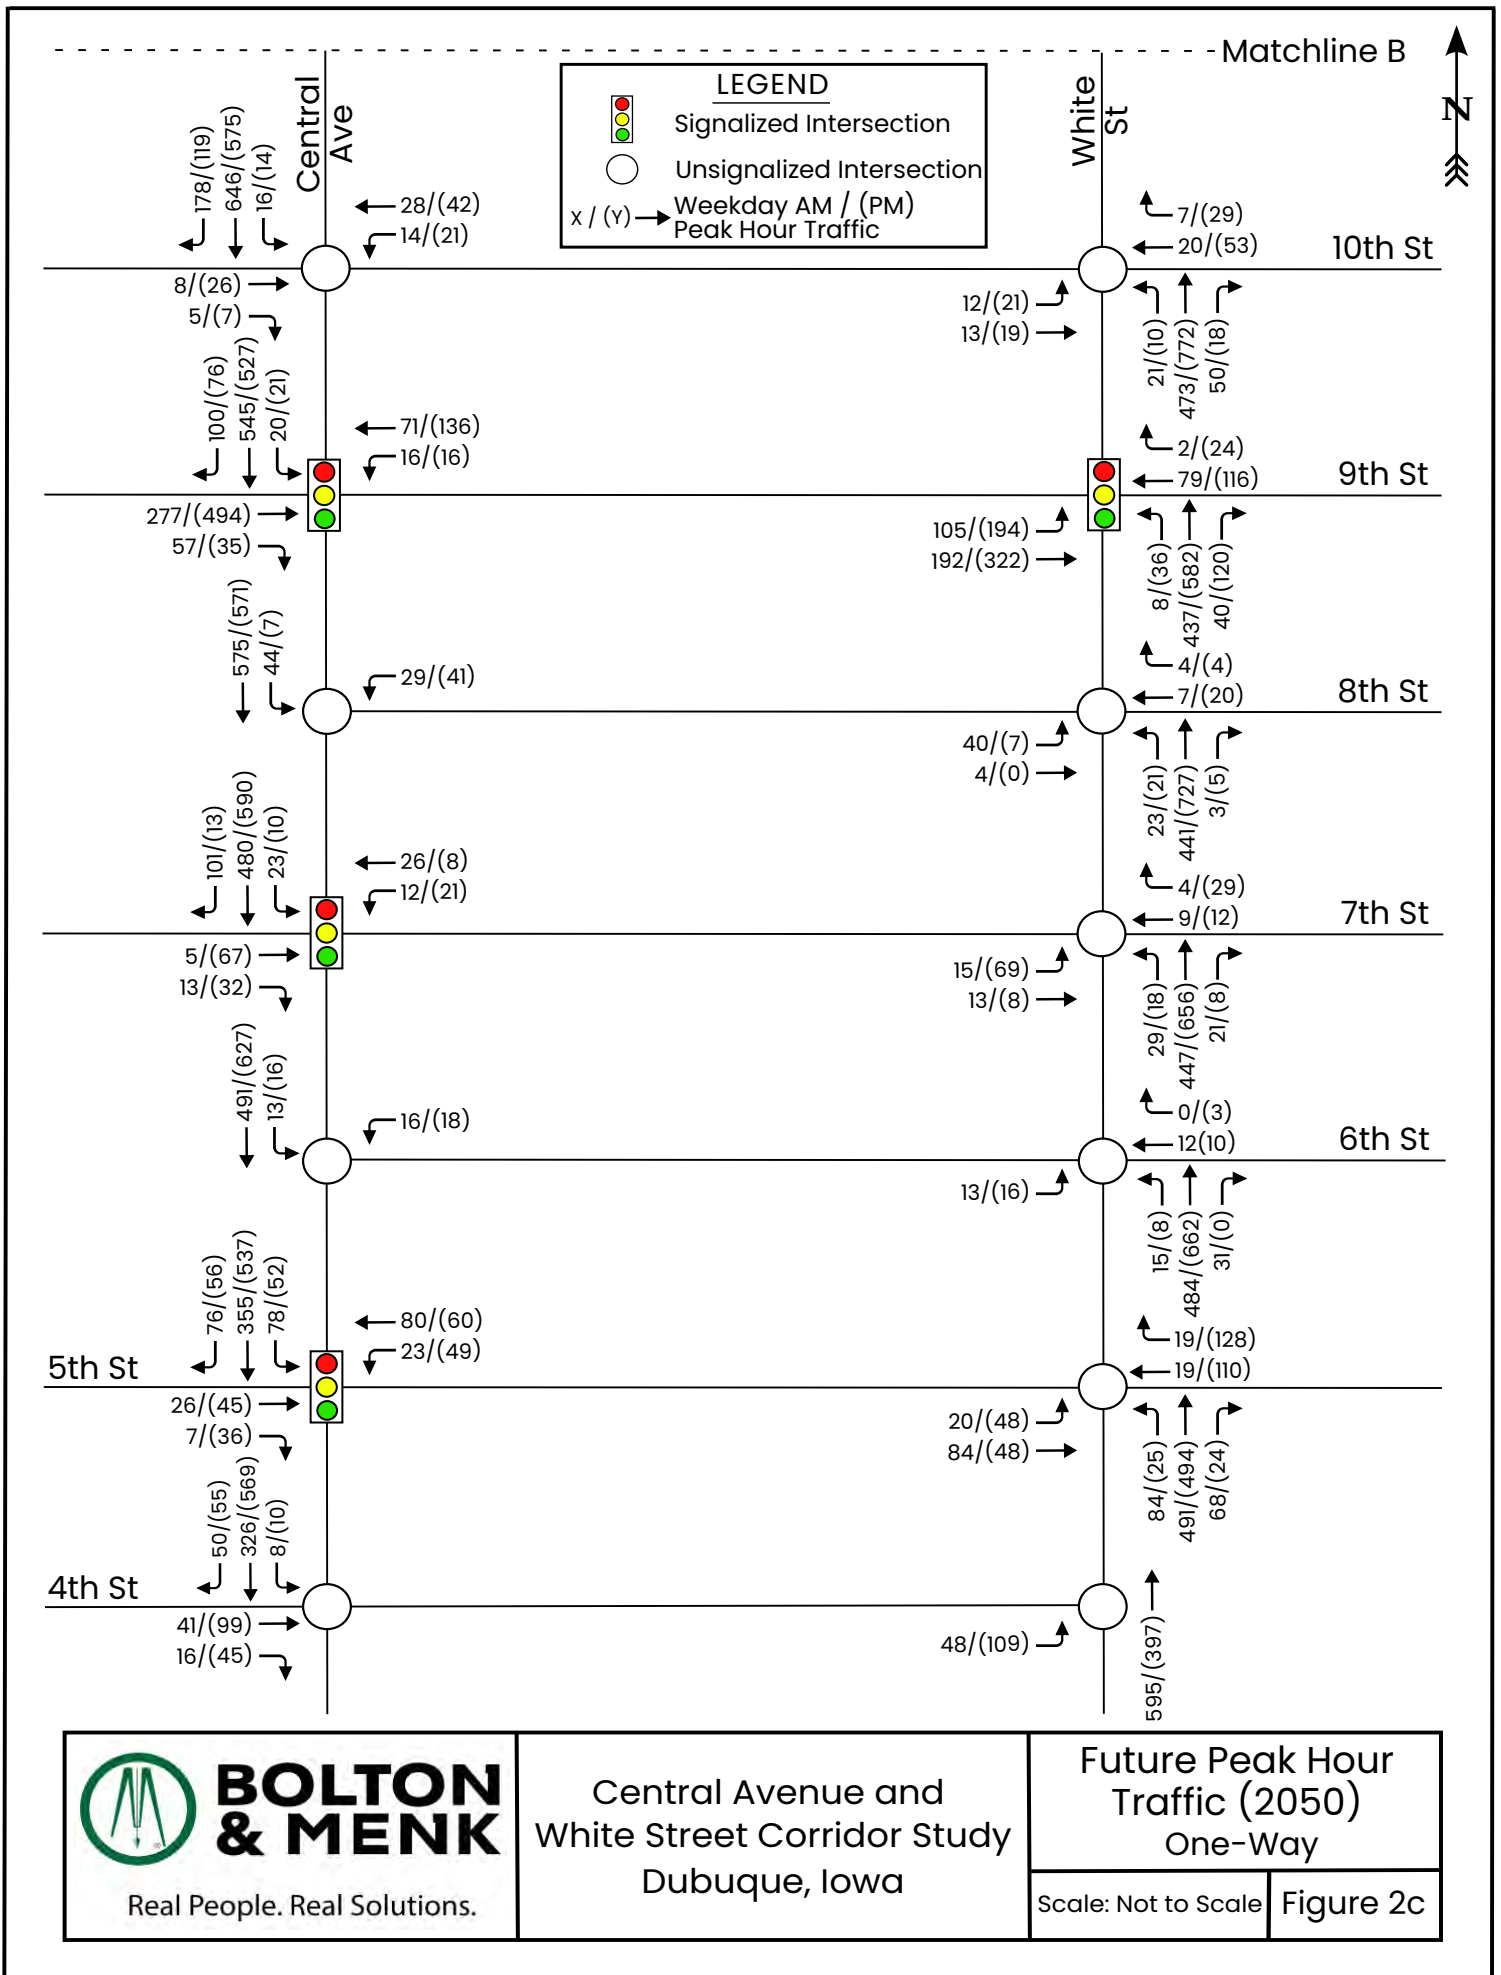 Matchline B
Central
Ave
White
St
N
LEGEND
Signalized Intersection
Unsignalized Intersection
X / (Y)
Weekday AM / (PM)
Peak Hour Traffic
178/(119)
646/(575)
16/(14)
28/(42)
14/(21)
8/(26)
5/(7)
7/(29)
20/(53)
10th St
12/(21)
13/(19)
21/(10)
473/(772)
50/(18)
100/(76)
545/(527)
20/(21)
71/(136)
16/(16)
277/(494)
57/(35)
2/(24)
79/(116)
9th St
105/(194)
192/(322)
8/(36)
437/(582)
40/(120)
575/(571)
44/(7)
29/(41)
4/(4)
7/(20)
8th St
40/(7)
4/(0)
23/(21)
441/(727)
3/(5)
101/(13)
480/(590)
23/(10)
26/(8)
12/(21)
5/(67)
13/(32)
4/(29)
9/(12)
7th St
15/(69)
13/(8)
29/(18)
447/(656)
21/(8)
491/(627)
13/(16)
16/(18)
0/(3)
12(10)
6th St
13/(16)
15/(8)
484/(662)
31/(0)
76/(56)
355/(537)
78/(52)
80/(60)
23/(49)
5th St
26/(45)
7/(36)
19/(128)
19/(110)
20/(48)
84/(48)
84/(25)
491/(494)
68/(24)
50/(55)
326/(569)
8/(10)
4th St
41/(99)
16/(45)
48/(109)
595/(397)
BOLTON
& MENK
®
Real People. Real Solutions.
Central Avenue and
White Street Corridor Study
Dubuque, Iowa
Future Peak Hour
Traffic (2050)
One-Way
Scale: Not to Scale
Figure 2c